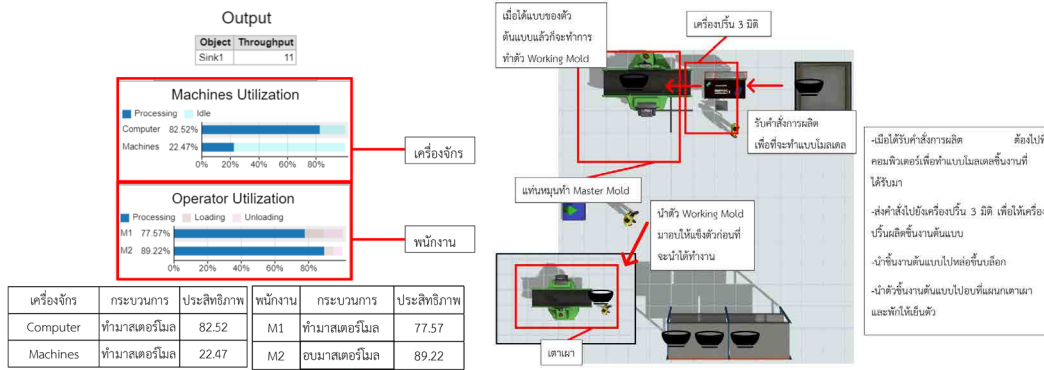 Output
Object Throughput
Sink1 11
Machines Utilization
Processing Idle
Computer 82.52%
Machines 22.47%
0% 20% 40% 60% 80%
เครื่องจักร
Operator Utilization
Processing Loading Unloading
M1 77.57%
M2 89.22%
0% 20% 40% 60% 80%
พนักงาน
เครื่องจักร กระบวนการ ประสิทธิภาพ
Computer ทำมาสเตอร์โมล 82.52
Machines ทำมาสเตอร์โมล 22.47
พนักงาน กระบวนการ ประสิทธิภาพ
M1 ทำมาสเตอร์โมล 77.57
M2 อบมาสเตอร์โมล 89.22
เมื่อได้แบบของตัว
ต้นแบบแล้วก็จะทำการ
ทำตัว Working Mold
เครื่องปริ้น 3 มิติ
รับคำสั่งการผลิต
เพื่อที่จะทำแบบโมลเดล
แท่นหมุนทำ Master Mold
นำตัว Working Mold
มาอบให้แข็งตัวก่อนที่
จะนำได้ทำงาน
เตาเผา
-เมื่อได้รับคำสั่งการผลิต ต้องไปที่
คอมพิวเตอร์เพื่อทำแบบโมลเดลชิ้นงานที่
ได้รับมา
-ส่งคำสั่งไปยังเครื่องปริ้น 3 มิติ เพื่อให้เครื่อง
ปริ้นผลิตชิ้นงานต้นแบบ
-นำชิ้นงานต้นแบบไปหล่อขึ้นบล็อก
-นำตัวชิ้นงานต้นแบบไปอบที่แผนกเตาเผา
และพักให้เย็นตัว